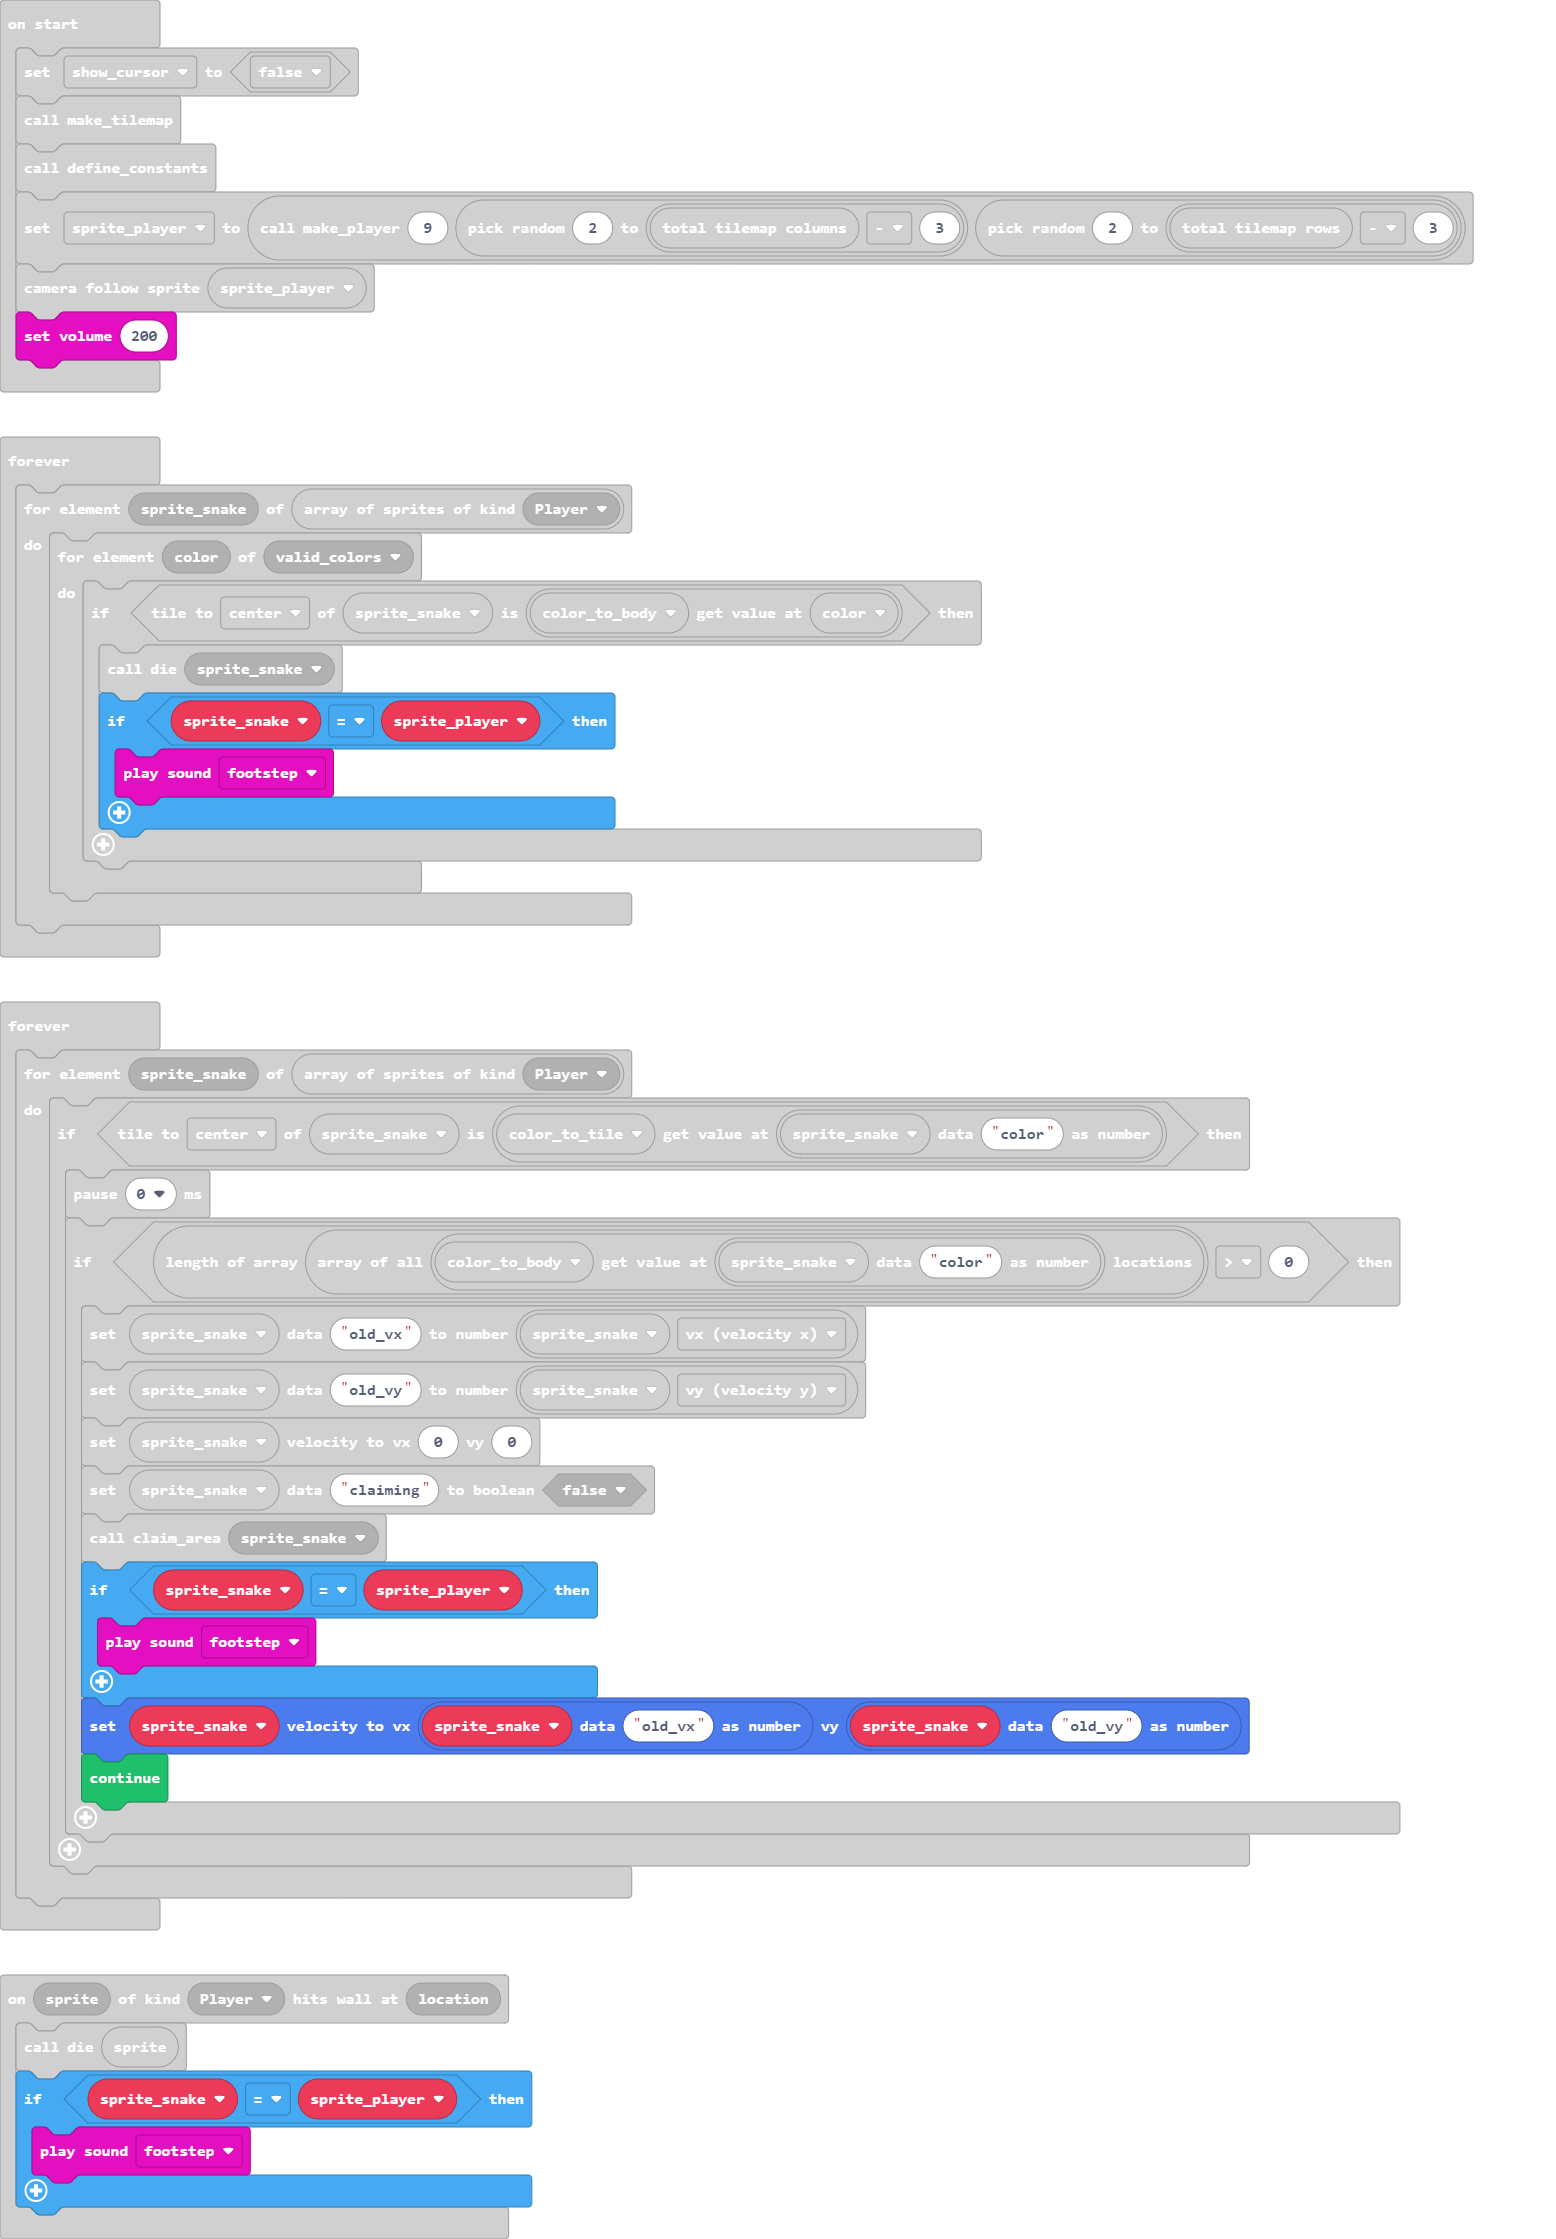 on start
set show_cursor to false
call make_tilemap
call define_constants
set sprite_player to call make_player 9 pick random 2 to total tilemap columns - 3 pick random 2 to total tilemap rows - 3
camera follow sprite sprite_player
set volume 200
forever
for element sprite_snake of array of sprites of kind Player
do for element color of valid_colors
do if tile to center of sprite_snake is color_to_body get value at color then
call die sprite_snake
if sprite_snake = sprite_player then
play sound footstep
forever
for element sprite_snake of array of sprites of kind Player
do if tile to center of sprite_snake is color_to_tile get value at sprite_snake data "color" as number then
pause 0 ms
if length of array array of all color_to_body get value at sprite_snake data "color" as number locations > 0 then
set sprite_snake data "old_vx" to number sprite_snake vx (velocity x)
set sprite_snake data "old_vy" to number sprite_snake vy (velocity y)
set sprite_snake velocity to vx 0 vy 0
set sprite_snake data "claiming" to boolean false
call claim_area sprite_snake
if sprite_snake = sprite_player then
play sound footstep
set sprite_snake velocity to vx sprite_snake data "old_vx" as number vy sprite_snake data "old_vy" as number
continue
on sprite of kind Player hits wall at location
call die sprite
if sprite_snake = sprite_player then
play sound footstep